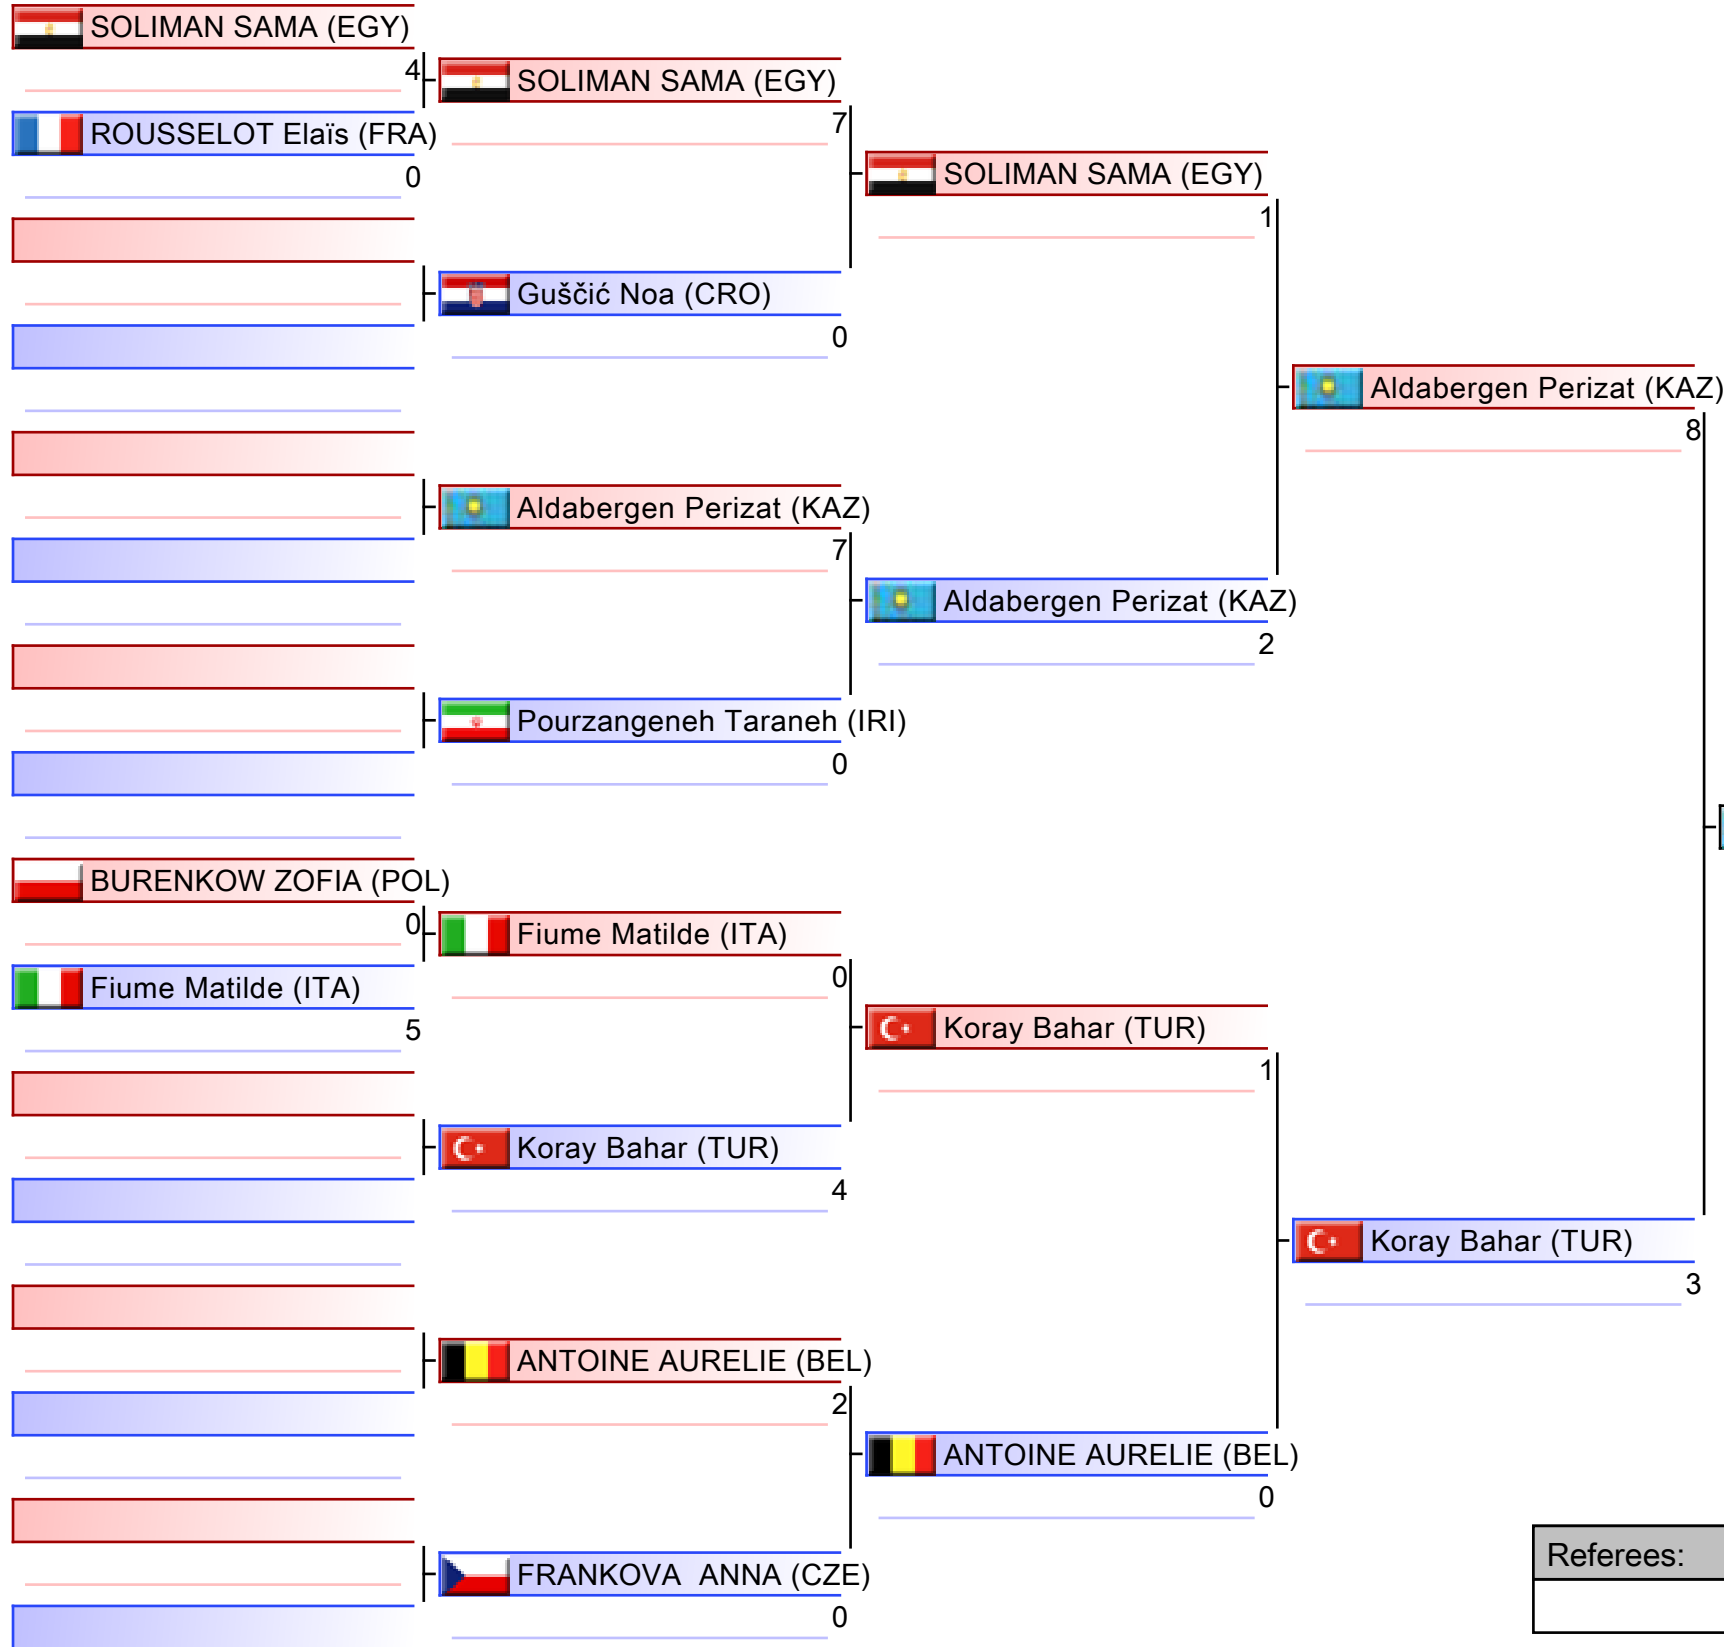 SOLIMAN SAMA (EGY)
4
ROUSSELOT Elaïs (FRA)
0
BURENKOW ZOFIA (POL)
0
Fiume Matilde (ITA)
5
SOLIMAN SAMA (EGY)
7
Guščić Noa (CRO)
0
Aldabergen Perizat (KAZ)
7
Pourzangeneh Taraneh (IRI)
0
Fiume Matilde (ITA)
0
Koray Bahar (TUR)
4
ANTOINE AURELIE (BEL)
2
FRANKOVA  ANNA (CZE)
0
SOLIMAN SAMA (EGY)
1
Aldabergen Perizat (KAZ)
2
Koray Bahar (TUR)
1
ANTOINE AURELIE (BEL)
0
Aldabergen Perizat (KAZ)
8
Koray Bahar (TUR)
3
Referees: